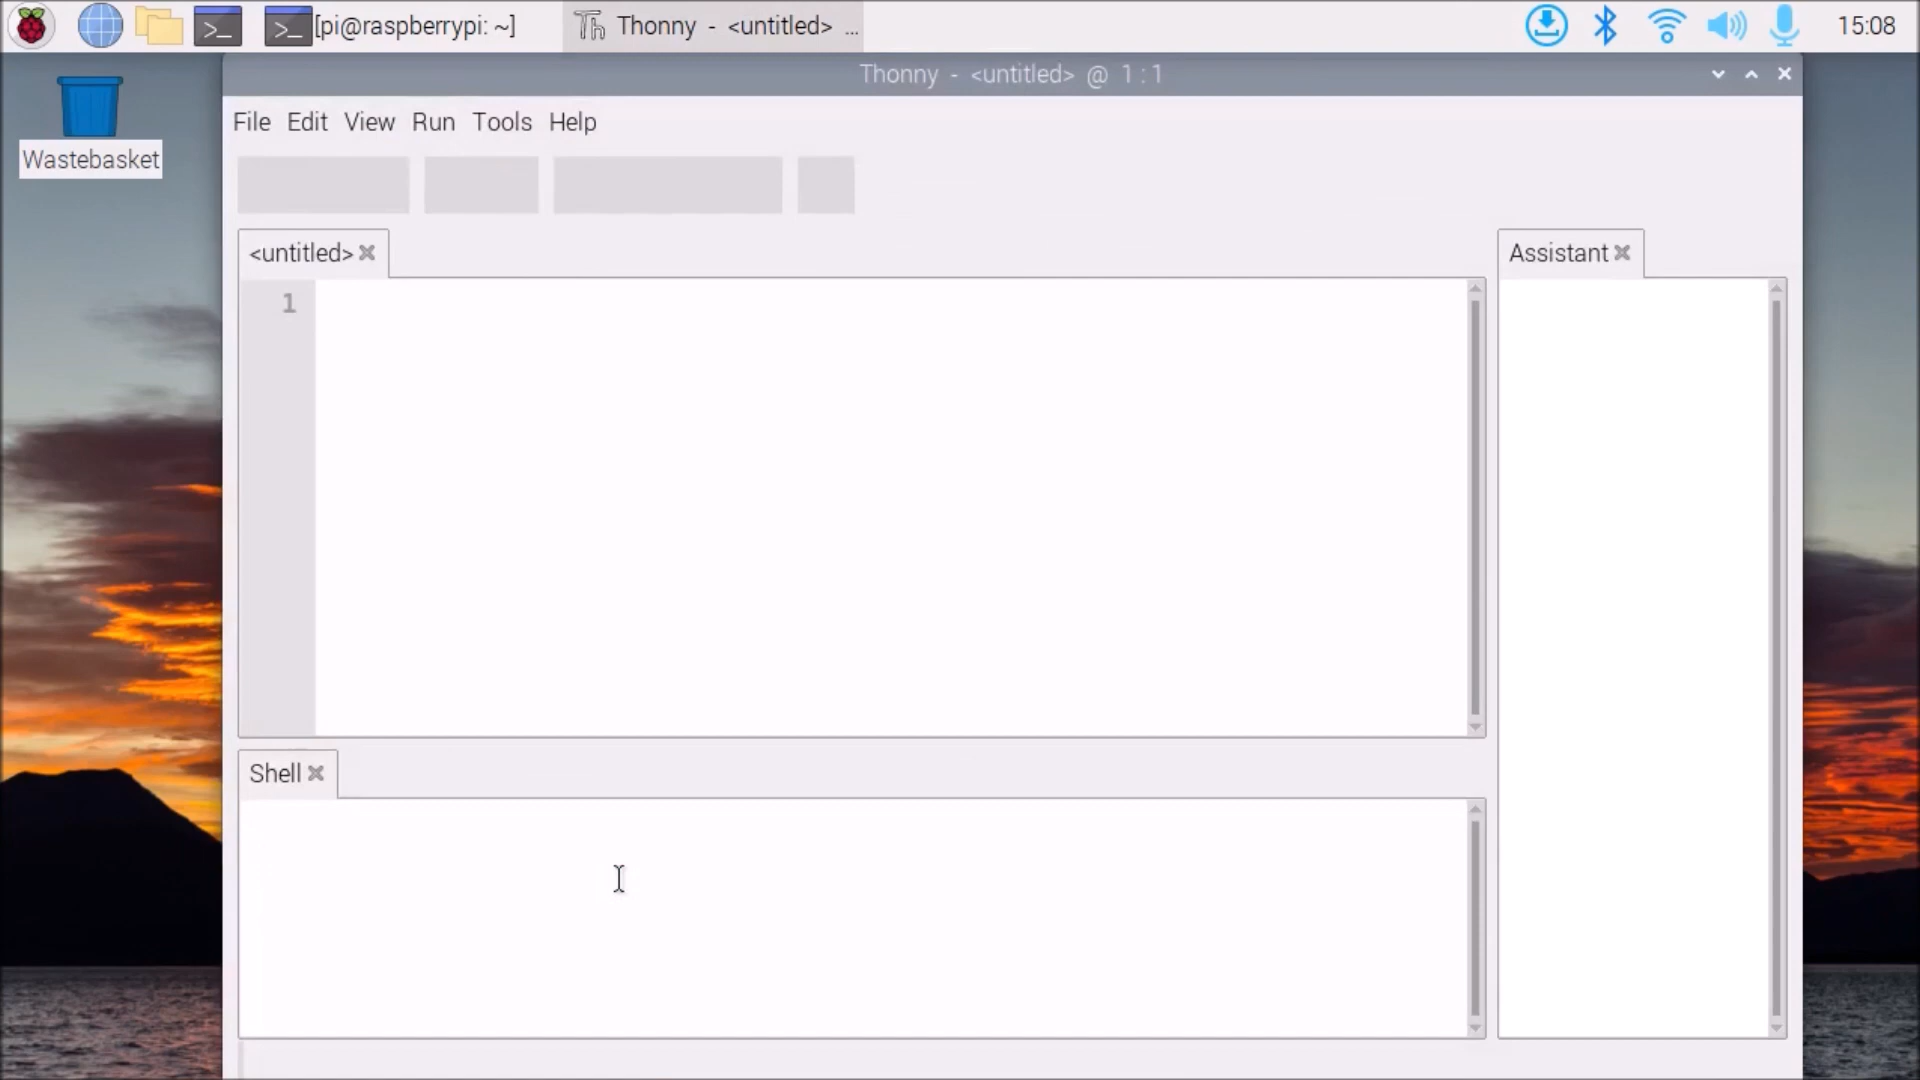 [pi@raspberrypi: ~]
Thonny - <untitled> ...
15:08
Wastebasket
Thonny - <untitled> @ 1 : 1
File Edit View Run Tools Help
<untitled>
Assistant
1
Shell